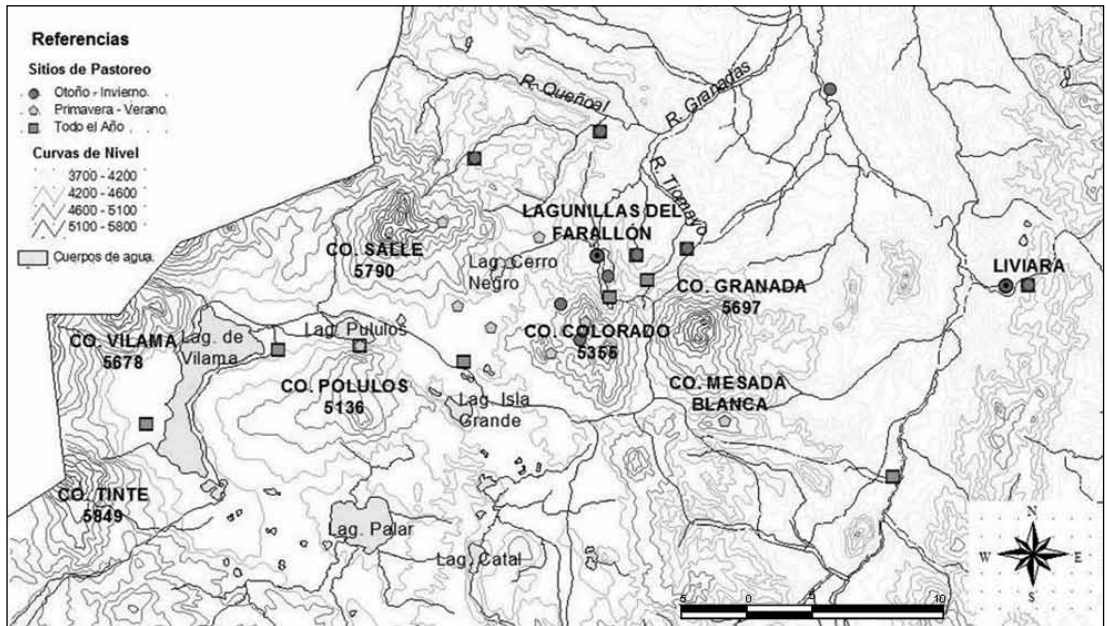 Referencias
Sitios de Pastoreo
Otoño - Invierno
Primavera - Verano
Todo el Año
Curvas de Nivel
3700 - 4200
4200 - 4600
4600 - 5100
5100 - 5800
Cuerpos de agua.
R. Queñoal
R. Granadas
R. Tiomayo
LAGUNILLAS DEL
FARALLÓN
CO. SALLE
5790
Lag. Cerro
Negro
CO. GRANADA
5697
LIVIARA
CO. VILAMA
5678
Lag. de
Vilama
Lag. Pululos
CO. COLORADO
5355
CO. POLULOS
5136
CO. MESADA
BLANCA
Lag. Isla
Grande
CO. TINTE
5849
Lag. Palar
Lag. Catal
N
W
E
S
5
0
5
10